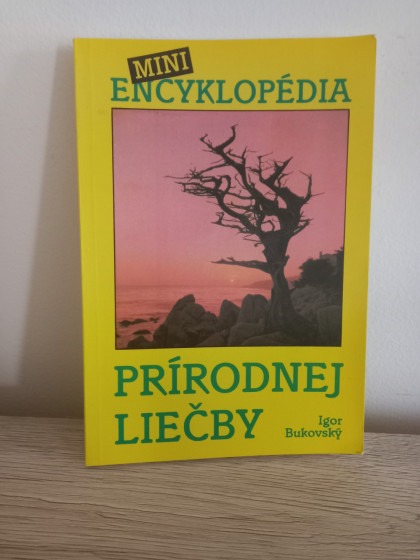 MINI
ENCYKLOPÉDIA
PRÍRODNEJ
LIEČBY
Igor
Bukovský